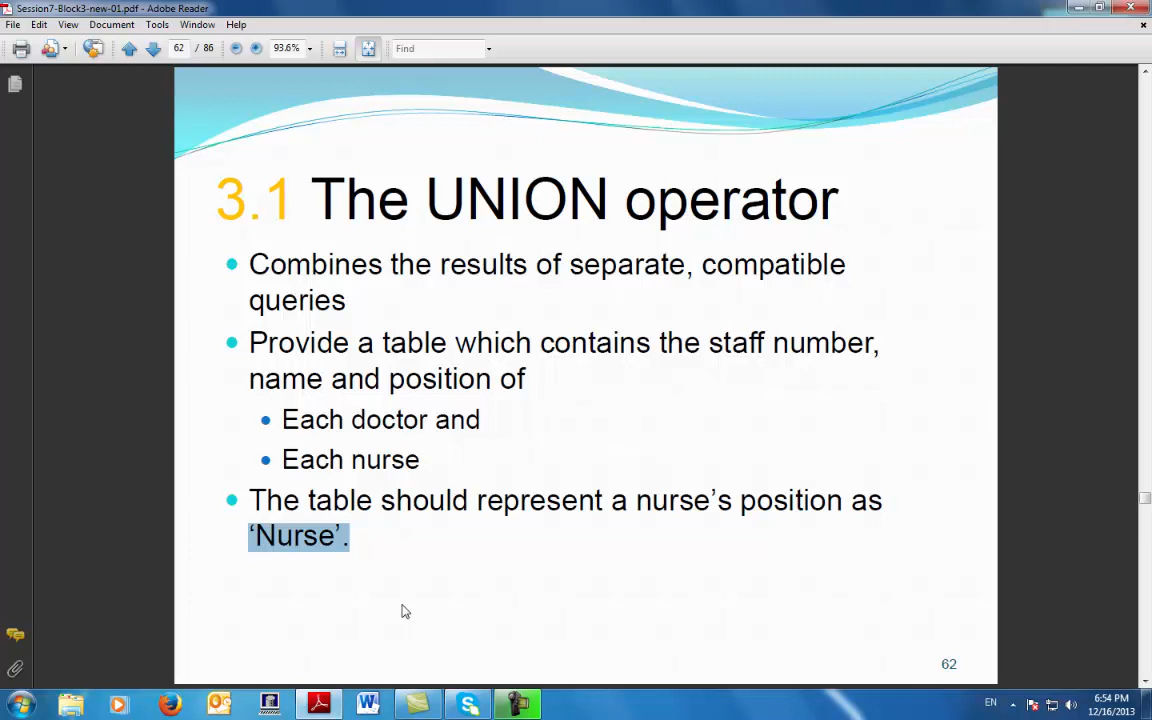 Session7-Block3-new-01.pdf - Adobe Reader
File Edit View Document Tools Window Help
62 / 86 93.6% Find
3.1 The UNION operator
Combines the results of separate, compatible
queries
Provide a table which contains the staff number,
name and position of
Each doctor and
Each nurse
The table should represent a nurse’s position as
‘Nurse’.
62
EN 6:54 PM
12/16/2013